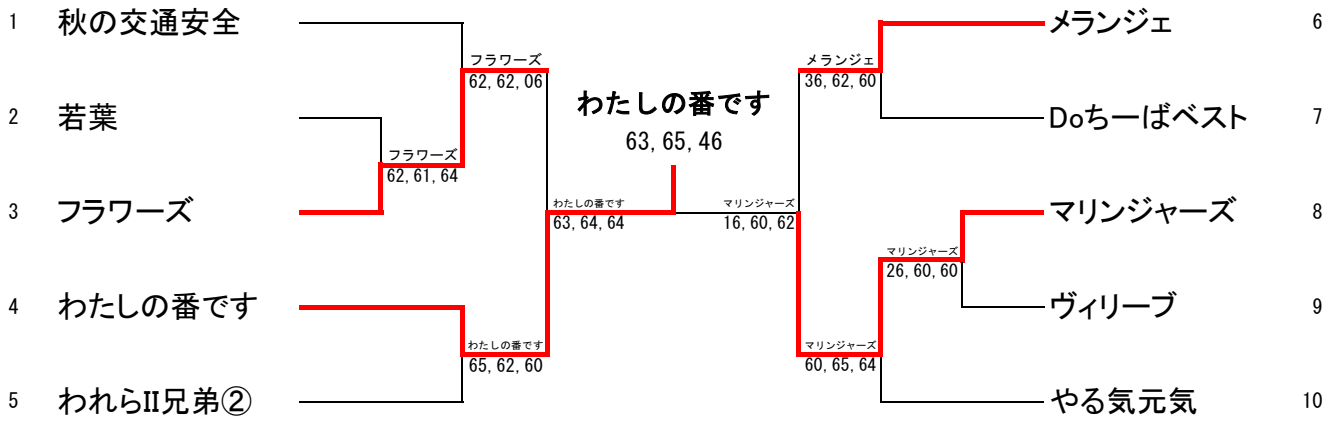 1 秋の交通安全
2 若葉
3 フラワーズ
4 わたしの番です
5 われらII兄弟②
フラワーズ
62, 62, 06
フラワーズ
62, 61, 64
わたしの番です
63, 64, 64
わたしの番です
65, 62, 60
わたしの番です
63, 65, 46
メランジェ
36, 62, 60
マリンジャーズ
16, 60, 62
マリンジャーズ
26, 60, 60
マリンジャーズ
60, 65, 64
メランジェ 6
Doちーばベスト 7
マリンジャーズ 8
ヴィリーブ 9
やる気元気 10